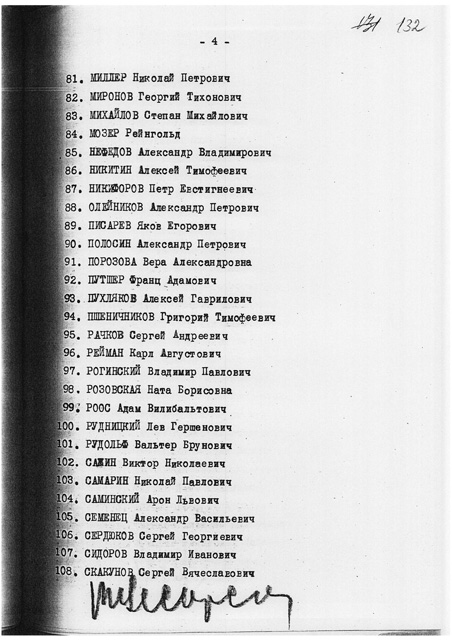 131 132
- 4 -
81. МИЛЛЕР Николай Петрович
82. МИРОНОВ Георгий Тихонович
83. МИХАЙЛОВ Степан Михайлович
84. МОЗЕР Рейнгольд
85. НЕФЕДОВ Александр Владимирович
86. НИКИТИН Алексей Тимофеевич
87. НИКИФОРОВ Петр Евстигнеевич
88. ОЛЕЙНИКОВ Александр Петрович
89. ПИСАРЕВ Яков Егорович
90. ПОЛОСИН Александр Петрович
91. ПОРОЗОВА Вера Александровна
92. ПУТШЕР Франц Адамович
93. ПУХЛЯКОВ Алексей Гаврилович
94. ПШЕНИЧНИКОВ Григорий Тимофеевич
95. РАЧКОВ Сергей Андреевич
96. РЕЙМАН Карл Августович
97. РОГИНСКИЙ Владимир Павлович
98. РОЗОВСКАЯ Ната Борисовна
99. РООС Адам Вилибальтович
100. РУДНИЦКИЙ Лев Гершенович
101. РУДОЛЬФ Вальтер Брунович
102. САЖИН Виктор Николаевич
103. САМАРИН Николай Павлович
104. САМИНСКИЙ Арон Львович
105. СЕМЕНЕЦ Александр Васильевич
106. СЕРДЮКОВ Сергей Георгиевич
107. СИДОРОВ Владимир Иванович
108. СКАКУНОВ Сергей Вячеславович